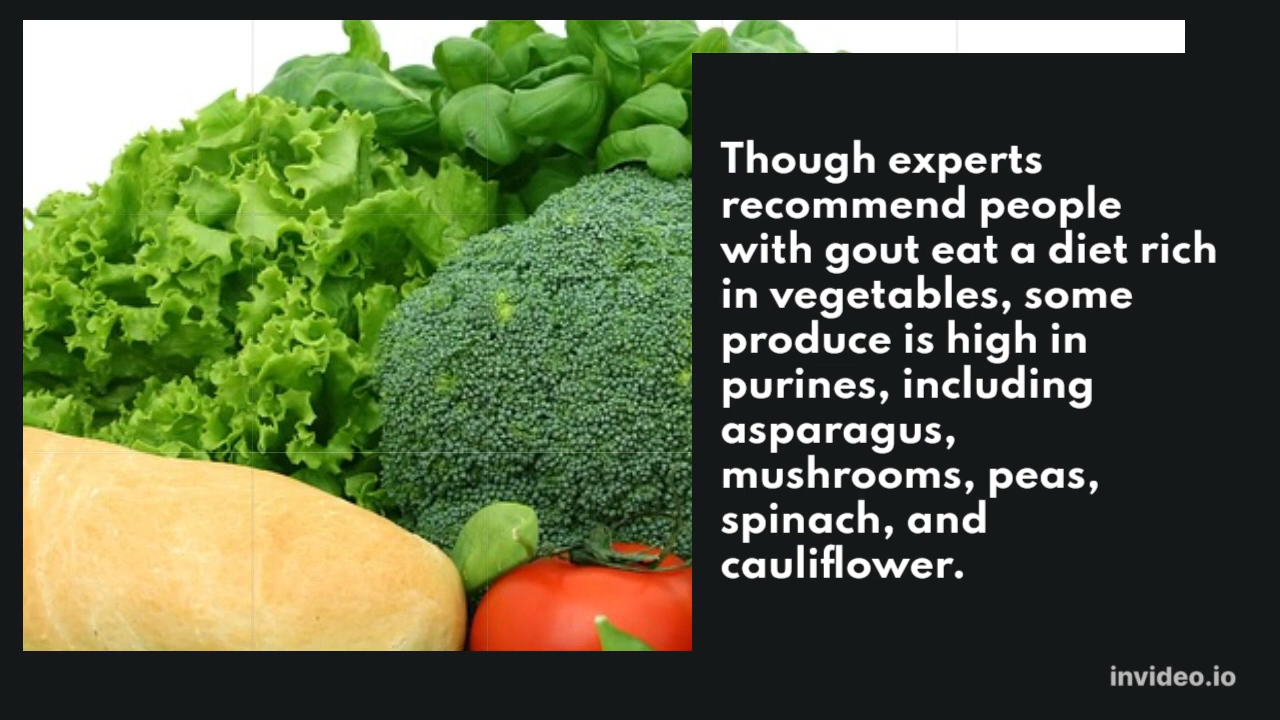 Though experts
recommend people
with gout eat a diet rich
in vegetables, some
produce is high in
purines, including
asparagus,
mushrooms, peas,
spinach, and
cauliflower.
invideo.io